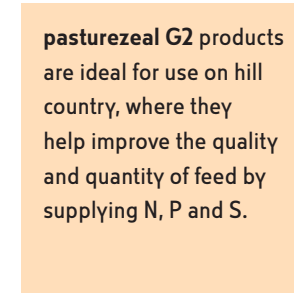 pasturezeal G2 products
are ideal for use on hill
country, where they
help improve the quality
and quantity of feed by
supplying N, P and S.